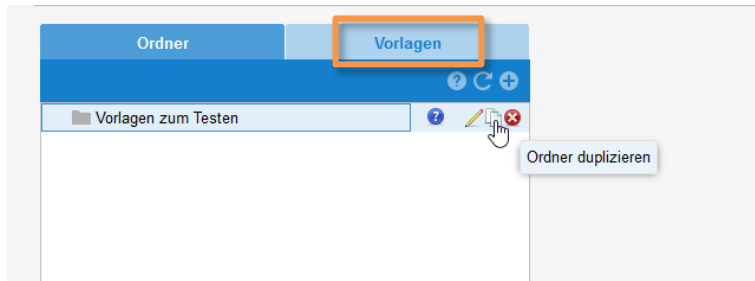 Ordner
Vorlagen
Vorlagen zum Testen
Ordner duplizieren